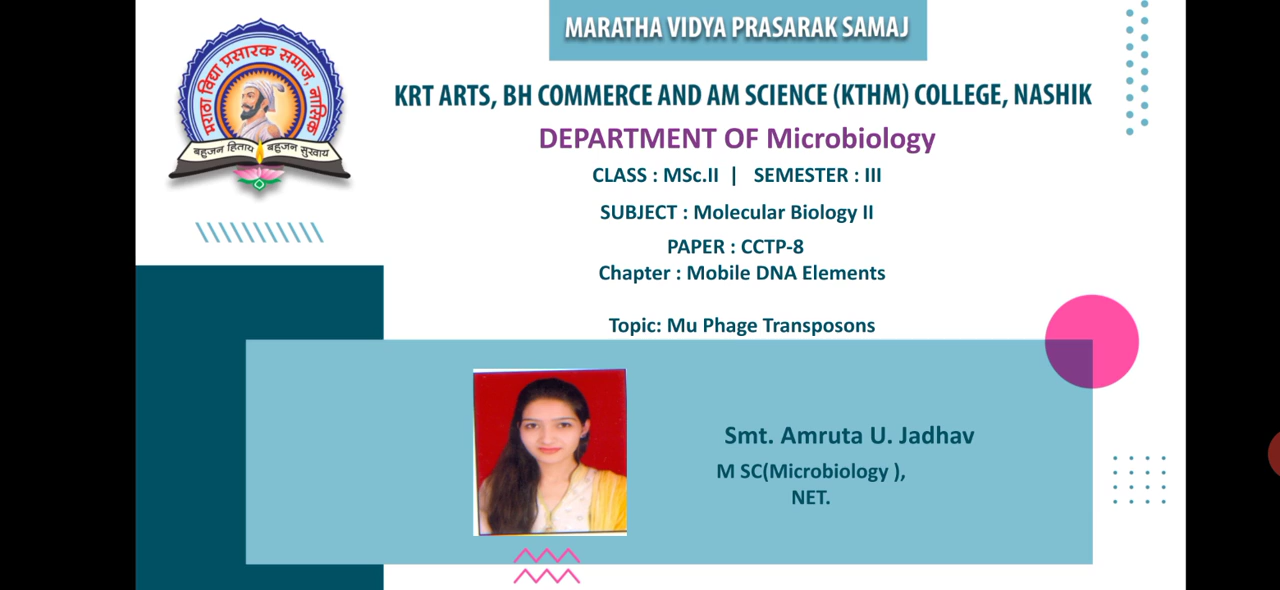 मराठा विद्या प्रसारक समाज, नाशिक
बहुजन हिताय बहुजन सुखाय
MARATHA VIDYA PRASARAK SAMAJ
KRT ARTS, BH COMMERCE AND AM SCIENCE (KTHM) COLLEGE, NASHIK
DEPARTMENT OF Microbiology
CLASS : MSc.II | SEMESTER : III
SUBJECT : Molecular Biology II
PAPER : CCTP-8
Chapter : Mobile DNA Elements
Topic: Mu Phage Transposons
Smt. Amruta U. Jadhav
M SC(Microbiology ),
NET.